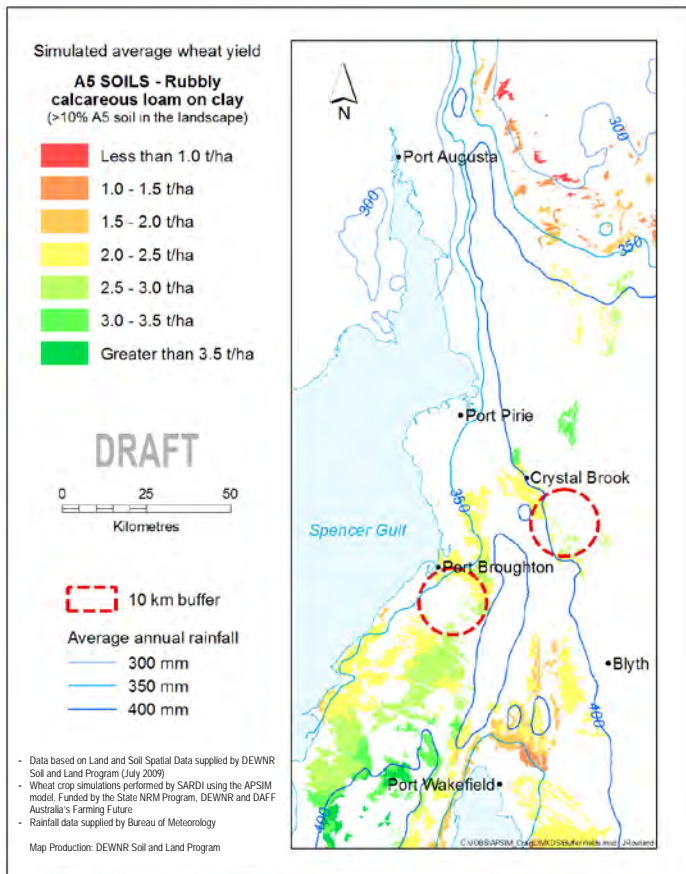 Simulated average wheat yield
A5 SOILS - Rubbly
calcareous loam on clay
(>10% A5 soil in the landscape)
Less than 1.0 t/ha
1.0 - 1.5 t/ha
1.5 - 2.0 t/ha
2.0 - 2.5 t/ha
2.5 - 3.0 t/ha
3.0 - 3.5 t/ha
Greater than 3.5 t/ha
DRAFT
0 25 50
Kilometres
10 km buffer
Average annual rainfall
300 mm
350 mm
400 mm
- Data based on Land and Soil Spatial Data supplied by DEWNR
Soil and Land Program (July 2009)
- Wheat crop simulations performed by SARDI using the APSIM
model. Funded by the State NRM Program, DEWNR and DAFF
Australia's Farming Future
- Rainfall data supplied by Bureau of Meteorology
Map Production: DEWNR Soil and Land Program
N
300
Port Augusta
300
350
400
Port Pirie
Crystal Brook
350
Spencer Gulf
Port Broughton
Blyth
400
Port Wakefield
400